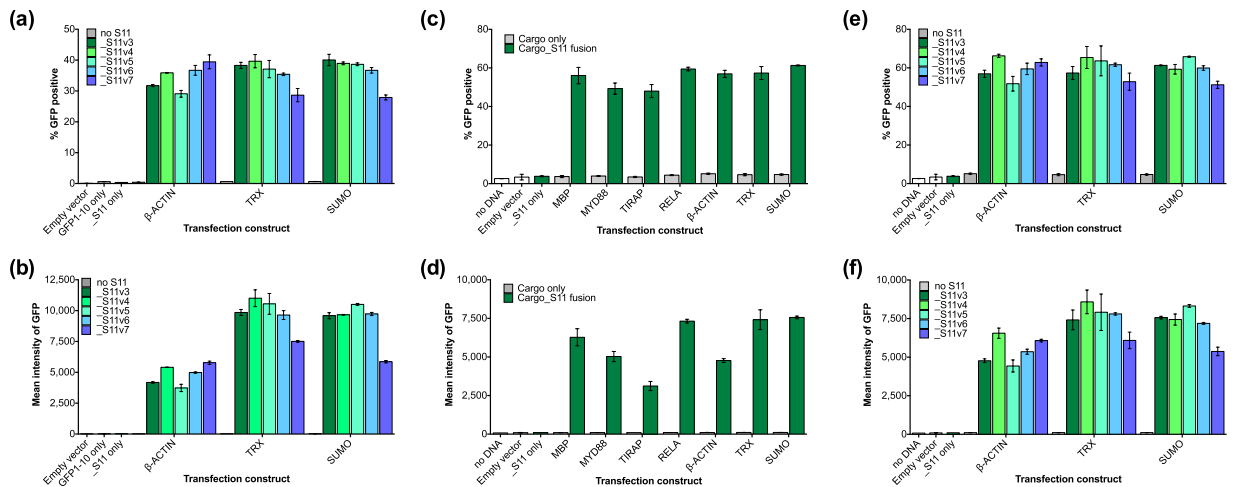 (a)
% GFP positive
50
40
30
20
10
0
no S11
_S11v3
_S11v4
_S11v5
_S11v6
_S11v7
Empty vector
GFP1-10 only
_S11 only
β-ACTIN
TRX
SUMO
Transfection construct
(c)
% GFP positive
80
60
40
20
0
Cargo only
Cargo_S11 fusion
no DNA
Empty vector
_S11 only
MBP
MYD88
TIRAP
RELA
β-ACTIN
TRX
SUMO
Transfection construct
(e)
% GFP positive
80
60
40
20
0
no S11
_S11v3
_S11v4
_S11v5
_S11v6
_S11v7
no DNA
Empty vector
_S11 only
β-ACTIN
TRX
SUMO
Transfection construct
(b)
Mean intensity of GFP
12,500
10,000
7,500
5,000
2,500
0
no S11
_S11v3
_S11v4
_S11v5
_S11v6
_S11v7
Empty vector
GFP1-10 only
_S11 only
β-ACTIN
TRX
SUMO
Transfection construct
(d)
Mean intensity of GFP
10,000
7,500
5,000
2,500
0
Cargo only
Cargo_S11 fusion
no DNA
Empty vector
_S11 only
MBP
MYD88
TIRAP
RELA
β-ACTIN
TRX
SUMO
Transfection construct
(f)
Mean intensity of GFP
10,000
7,500
5,000
2,500
0
no S11
_S11v3
_S11v4
_S11v5
_S11v6
_S11v7
no DNA
Empty vector
_S11 only
β-ACTIN
TRX
SUMO
Transfection construct